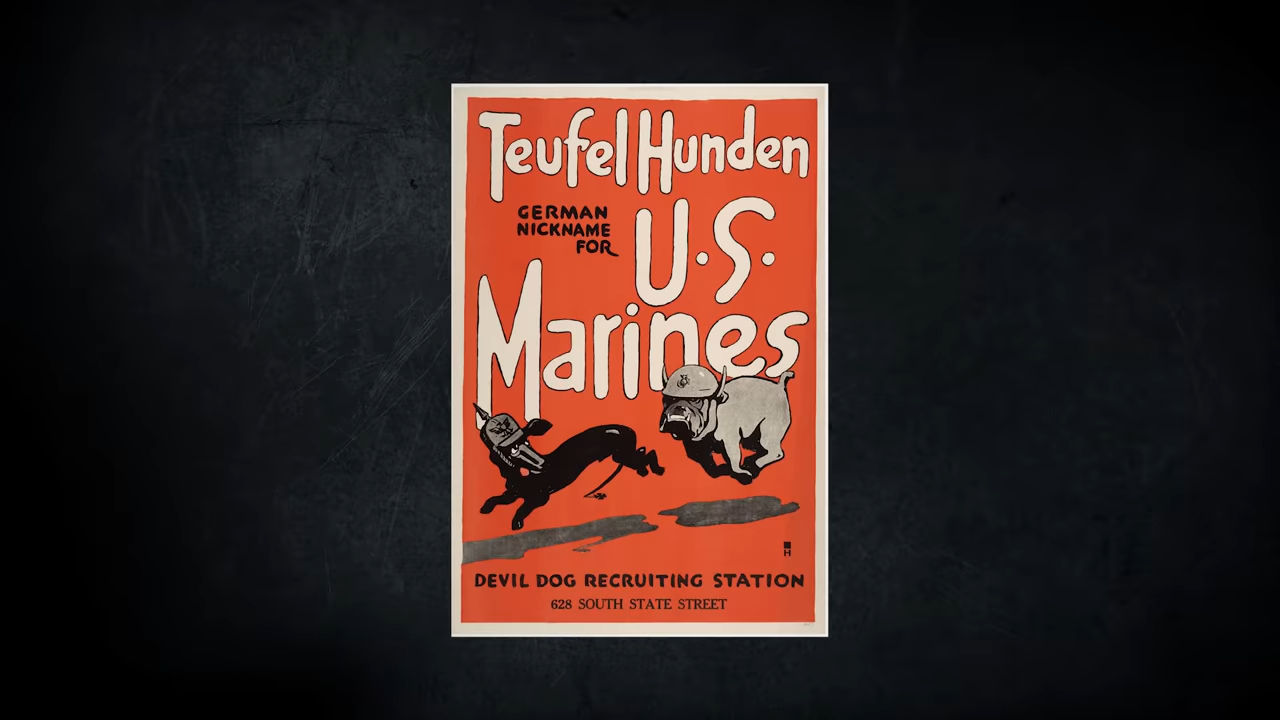 Teufel Hunden
GERMAN
NICKNAME
FOR
U.S.
Marines
H
DEVIL DOG RECRUITING STATION
628 SOUTH STATE STREET